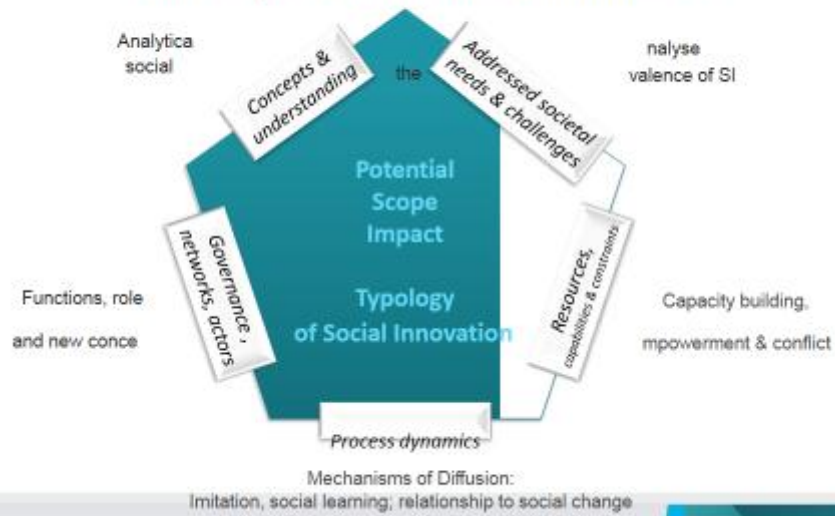 Analytica
social
Concepts &
understanding
the
Addressed societal
needs & challenges
nalyse
valence of SI
Potential
Scope
Impact
Typology
of Social Innovation
Governance ,
networks, actors
Functions, role
and new conce
Resources,
capabilities & constraints
Capacity building,
mpowerment & conflict
Process dynamics
Mechanisms of Diffusion:
Imitation, social learning; relationship to social change